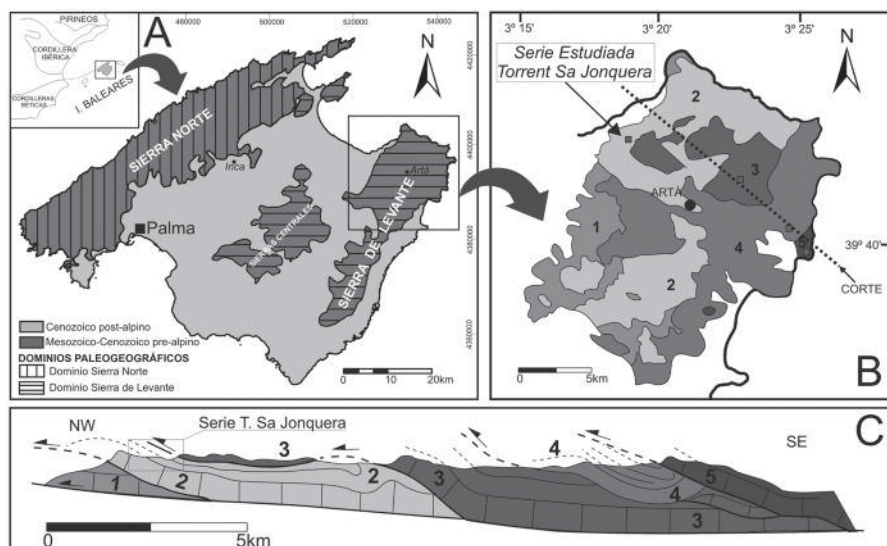 A
PIRINEOS
CORDILLERA
IBÉRICA
I. BALEARES
CORDILLERAS
BÉTICAS
480000
500000
520000
540000
4420000
4400000
4380000
4360000
N
SIERRA NORTE
Inca
Artà
Palma
SIERRAS CENTRALES
SIERRA DE LEVANTE
Cenozoico post-alpino
Mesozoico-Cenozoico pre-alpino
DOMINIOS PALEOGEOGRÁFICOS
Dominio Sierra Norte
Dominio Sierra de Levante
0 10 20km
B
3º 15'
3º 20'
3º 25'
Serie Estudiada
Torrent Sa Jonquera
N
2
3
ARTÀ
1
4
5
39º 40'
2
CORTE
0 5km
C
NW
Serie T. Sa Jonquera
SE
3
4
1
2
2
3
4
5
3
0 5km